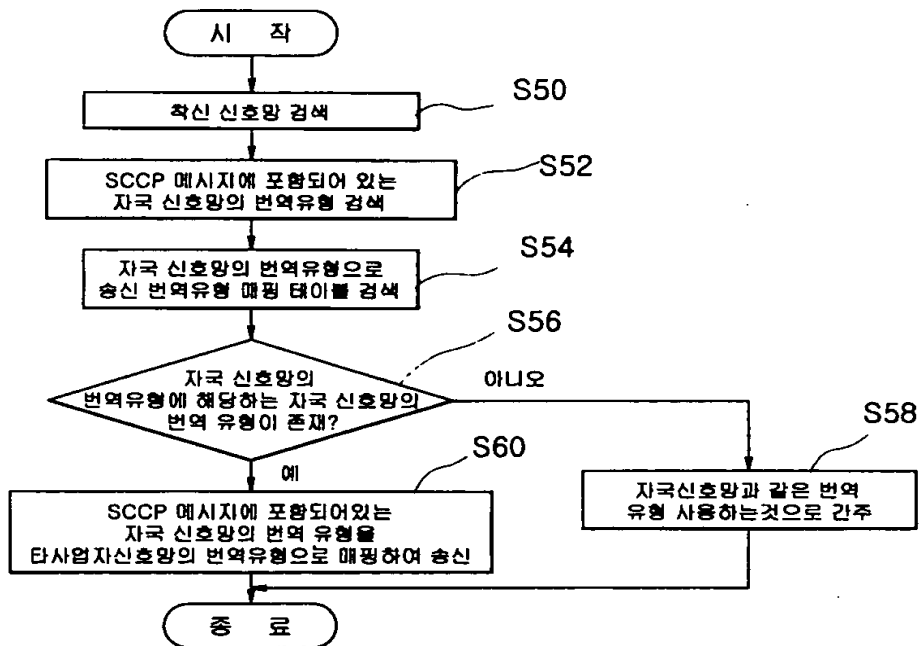 시 작
착신 신호망 검색
S50
SCCP 메시지에 포함되어 있는
자국 신호망의 번역유형 검색
S52
자국 신호망의 번역유형으로
송신 번역유형 매핑 테이블 검색
S54
자국 신호망의
번역유형에 해당하는 자국 신호망의
번역 유형이 존재?
S56
아니오
예
자국신호망과 같은 번역
유형 사용하는것으로 간주
S58
SCCP 메시지에 포함되어있는
자국 신호망의 번역 유형을
타사업자신호망의 번역유형으로 매핑하여 송신
S60
종 료